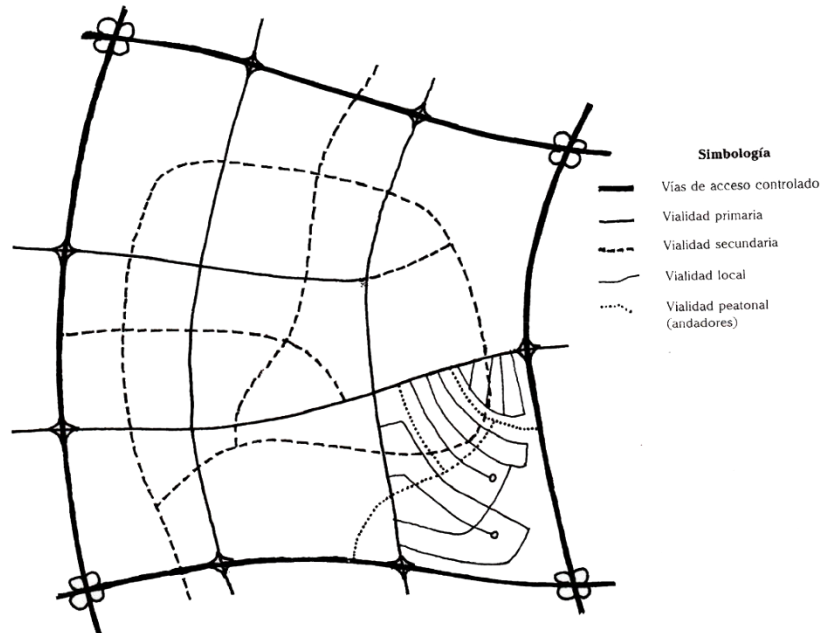 Simbología
Vías de acceso controlado
Vialidad primaria
Vialidad secundaria
Vialidad local
Vialidad peatonal
(andadores)